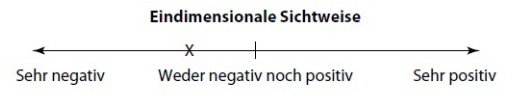 Eindimensionale Sichtweise
x
Sehr negativ Weder negativ noch positiv Sehr positiv